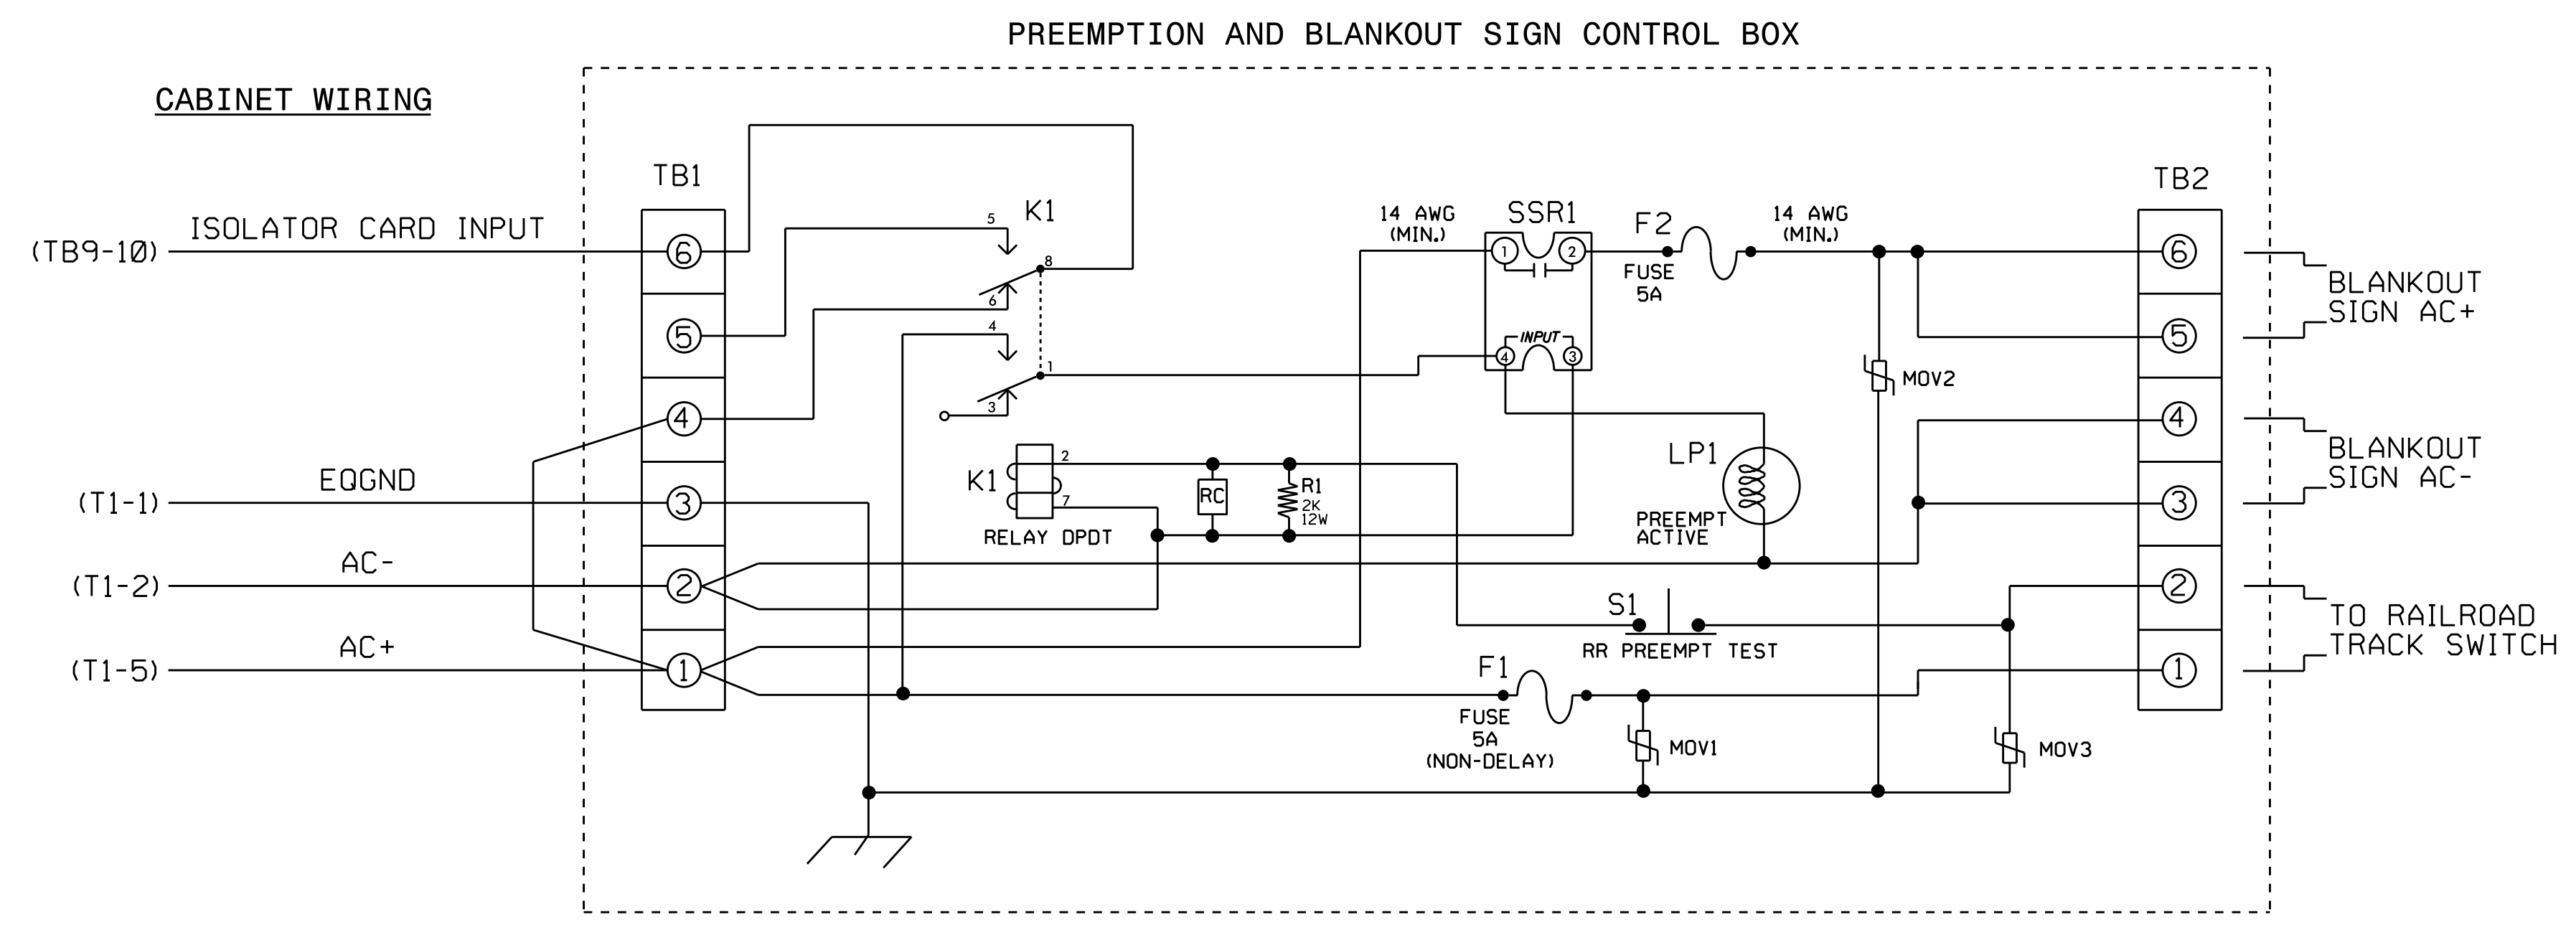 PREEMPTION AND BLANKOUT SIGN CONTROL BOX
CABINET WIRING
TB1
TB2
(TB9-10)
ISOLATOR CARD INPUT
6
5
4
3
2
1
(T1-1)
EQGND
(T1-2)
AC-
(T1-5)
AC+
K1
5
8
6
4
1
3
K1
2
7
RELAY DPDT
RC
R1
2K
12W
14 AWG
(MIN.)
SSR1
1
2
INPUT
4
3
F2
FUSE
5A
14 AWG
(MIN.)
MOV2
LP1
PREEMPT
ACTIVE
S1
RR PREEMPT TEST
F1
FUSE
5A
(NON-DELAY)
MOV1
MOV3
6
5
4
3
2
1
BLANKOUT
SIGN AC+
BLANKOUT
SIGN AC-
TO RAILROAD
TRACK SWITCH